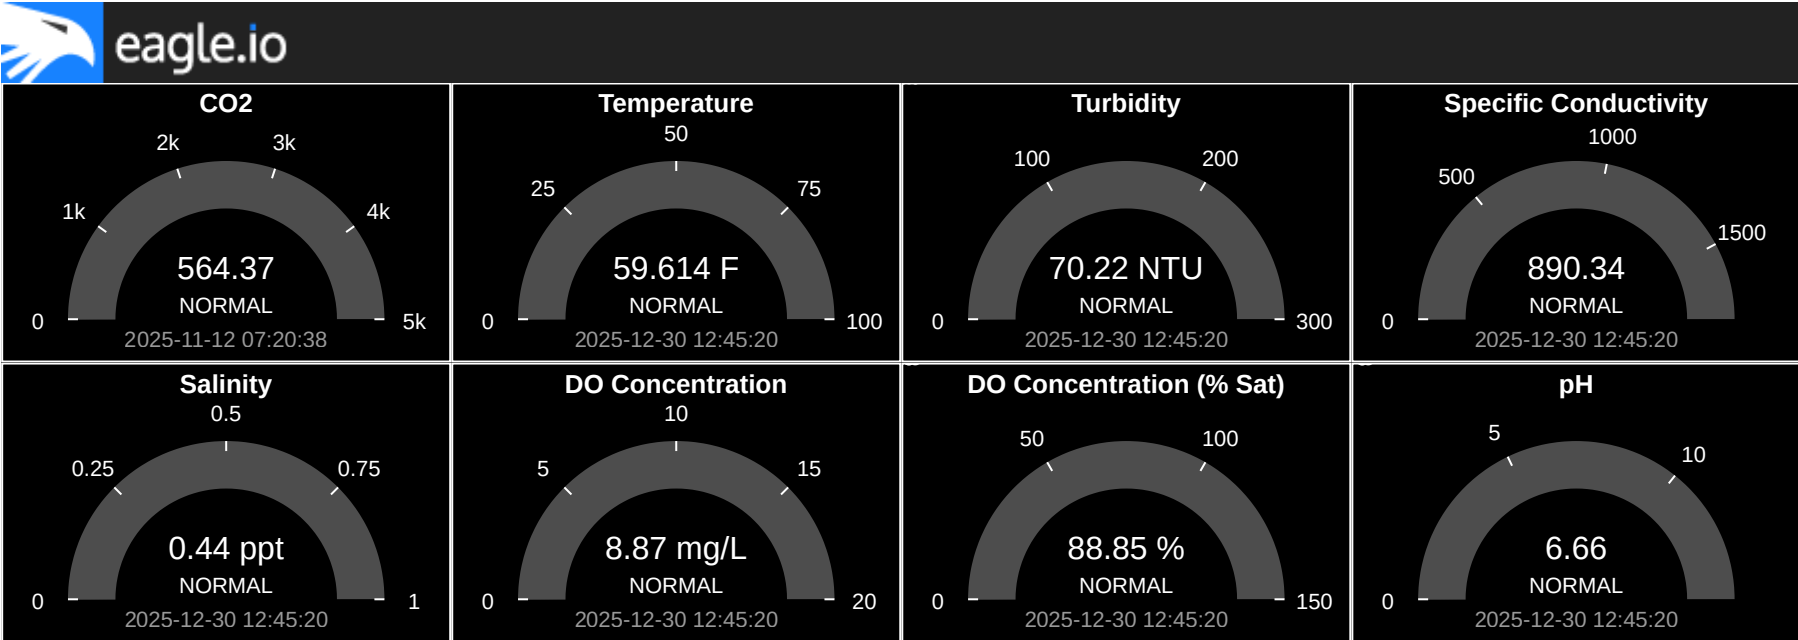 eagle.io
CO2
2k
3k
1k
4k
564.37
NORMAL
0
5k
2025-11-12 07:20:38
Temperature
50
25
75
59.614 F
NORMAL
0
100
2025-12-30 12:45:20
Turbidity
100
200
70.22 NTU
NORMAL
0
300
2025-12-30 12:45:20
Specific Conductivity
1000
500
1500
890.34
NORMAL
0
2025-12-30 12:45:20
Salinity
0.5
0.25
0.75
0.44 ppt
NORMAL
0
1
2025-12-30 12:45:20
DO Concentration
10
5
15
8.87 mg/L
NORMAL
0
20
2025-12-30 12:45:20
DO Concentration (% Sat)
50
100
88.85 %
NORMAL
0
150
2025-12-30 12:45:20
pH
5
10
6.66
NORMAL
0
2025-12-30 12:45:20